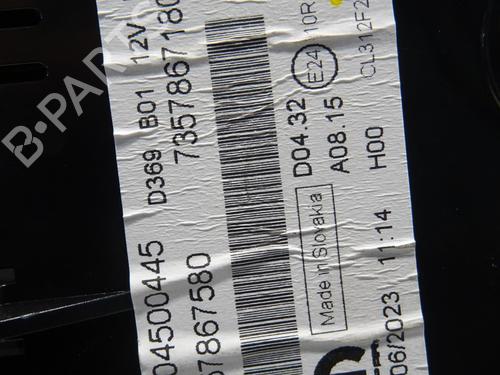 04500445 D369 B01 12V
57867580 7357867180
D04.32 E24 10R
Made in Slovakia A08.15
H00 CL312F2
06/2023 11:14
B-PARTS